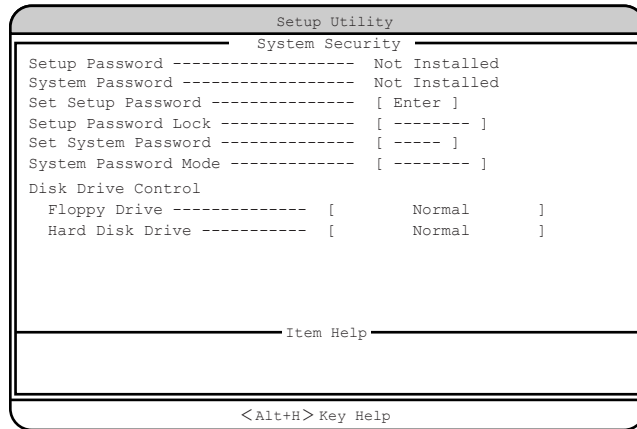 Setup Utility
System Security
Setup Password ------------------- Not Installed
System Password ------------------ Not Installed
Set Setup Password --------------- [ Enter ]
Setup Password Lock -------------- [ -------- ]
Set System Password -------------- [ ----- ]
System Password Mode ------------- [ -------- ]
Disk Drive Control
Floppy Drive -------------- [ Normal ]
Hard Disk Drive ----------- [ Normal ]
Item Help
<Alt+H> Key Help